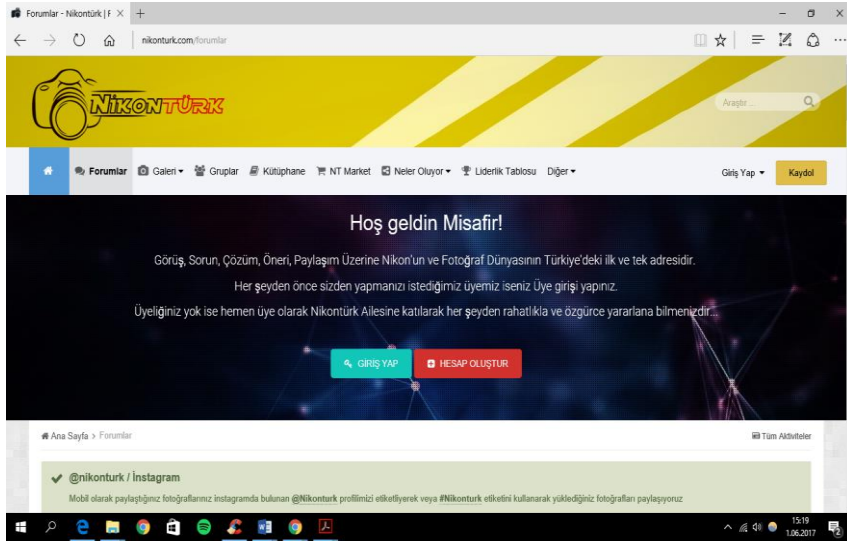 Forumlar - Nikontürk | F
nikonturk.com/forumlar
NİKONTÜRK
Araştır...
Forumlar Galeri Gruplar Kütüphane NT Market Neler Oluyor Liderlik Tablosu Diğer Giriş Yap Kaydol
Hoş geldin Misafir!
Görüş, Sorun, Çözüm, Öneri, Paylaşım Üzerine Nikon'un ve Fotoğraf Dünyasının Türkiye'deki ilk ve tek adresidir.
Her şeyden önce sizden yapmanızı istediğimiz üyemiz iseniz Üye girişi yapınız.
Üyeliğiniz yok ise hemen üye olarak Nikontürk Ailesine katılarak her şeyden rahatlıkla ve özgürce yararlana bilmenizdir...
GİRİŞ YAP HESAP OLUŞTUR
Ana Sayfa > Forumlar Tüm Aktiviteler
@nikonturk / İnstagram
Mobil olarak paylaştığınız fotoğraflarınız instagramda bulunan @Nikonturk profilimizi etiketliyerek veya #Nikonturk etiketini kullanarak yüklediğiniz fotoğrafları paylaşıyoruz
15:19
1.06.2017